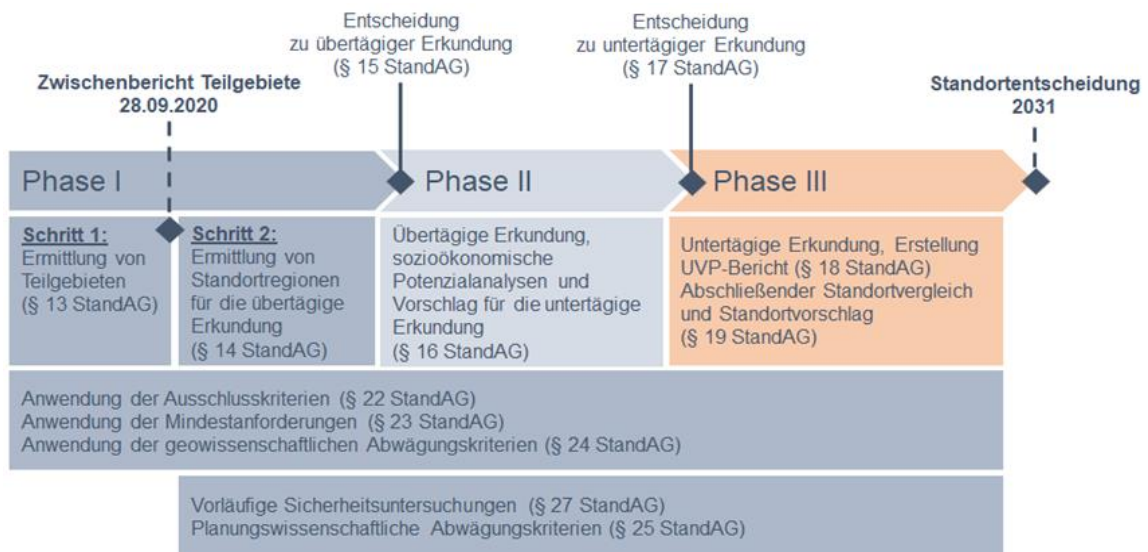 Entscheidung
zu übertägiger Erkundung
(§ 15 StandAG)
Entscheidung
zu untertägiger Erkundung
(§ 17 StandAG)
Zwischenbericht Teilgebiete
28.09.2020
Standortentscheidung
2031
Phase I
Phase II
Phase III
Schritt 1:
Ermittlung von
Teilgebieten
(§ 13 StandAG)
Schritt 2:
Ermittlung von
Standortregionen
für die übertägige
Erkundung
(§ 14 StandAG)
Übertägige Erkundung,
sozioökonomische
Potenzialanalysen und
Vorschlag für die untertägige
Erkundung
(§ 16 StandAG)
Untertägige Erkundung, Erstellung
UVP-Bericht (§ 18 StandAG)
Abschließender Standortvergleich
und Standortvorschlag
(§ 19 StandAG)
Anwendung der Ausschlusskriterien (§ 22 StandAG)
Anwendung der Mindestanforderungen (§ 23 StandAG)
Anwendung der geowissenschaftlichen Abwägungskriterien (§ 24 StandAG)
Vorläufige Sicherheitsuntersuchungen (§ 27 StandAG)
Planungswissenschaftliche Abwägungskriterien (§ 25 StandAG)